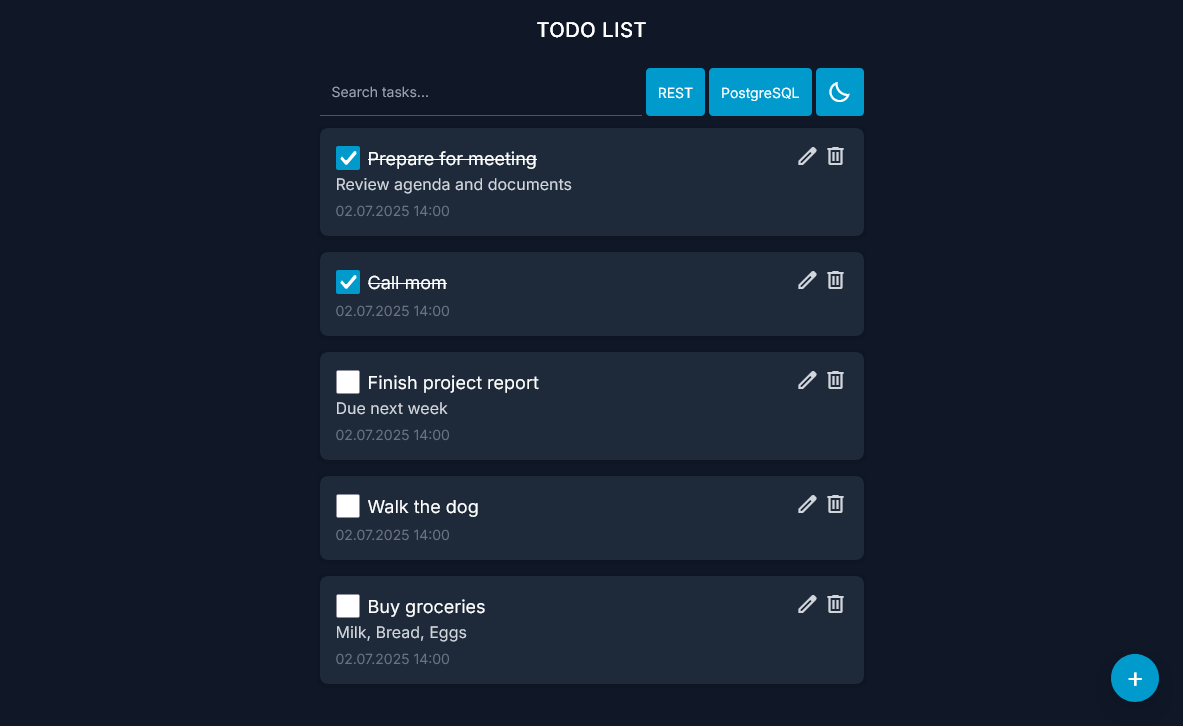 TODO LIST
Search tasks...
REST
PostgreSQL
Prepare for meeting
Review agenda and documents
02.07.2025 14:00
Call mom
02.07.2025 14:00
Finish project report
Due next week
02.07.2025 14:00
Walk the dog
02.07.2025 14:00
Buy groceries
Milk, Bread, Eggs
02.07.2025 14:00
+